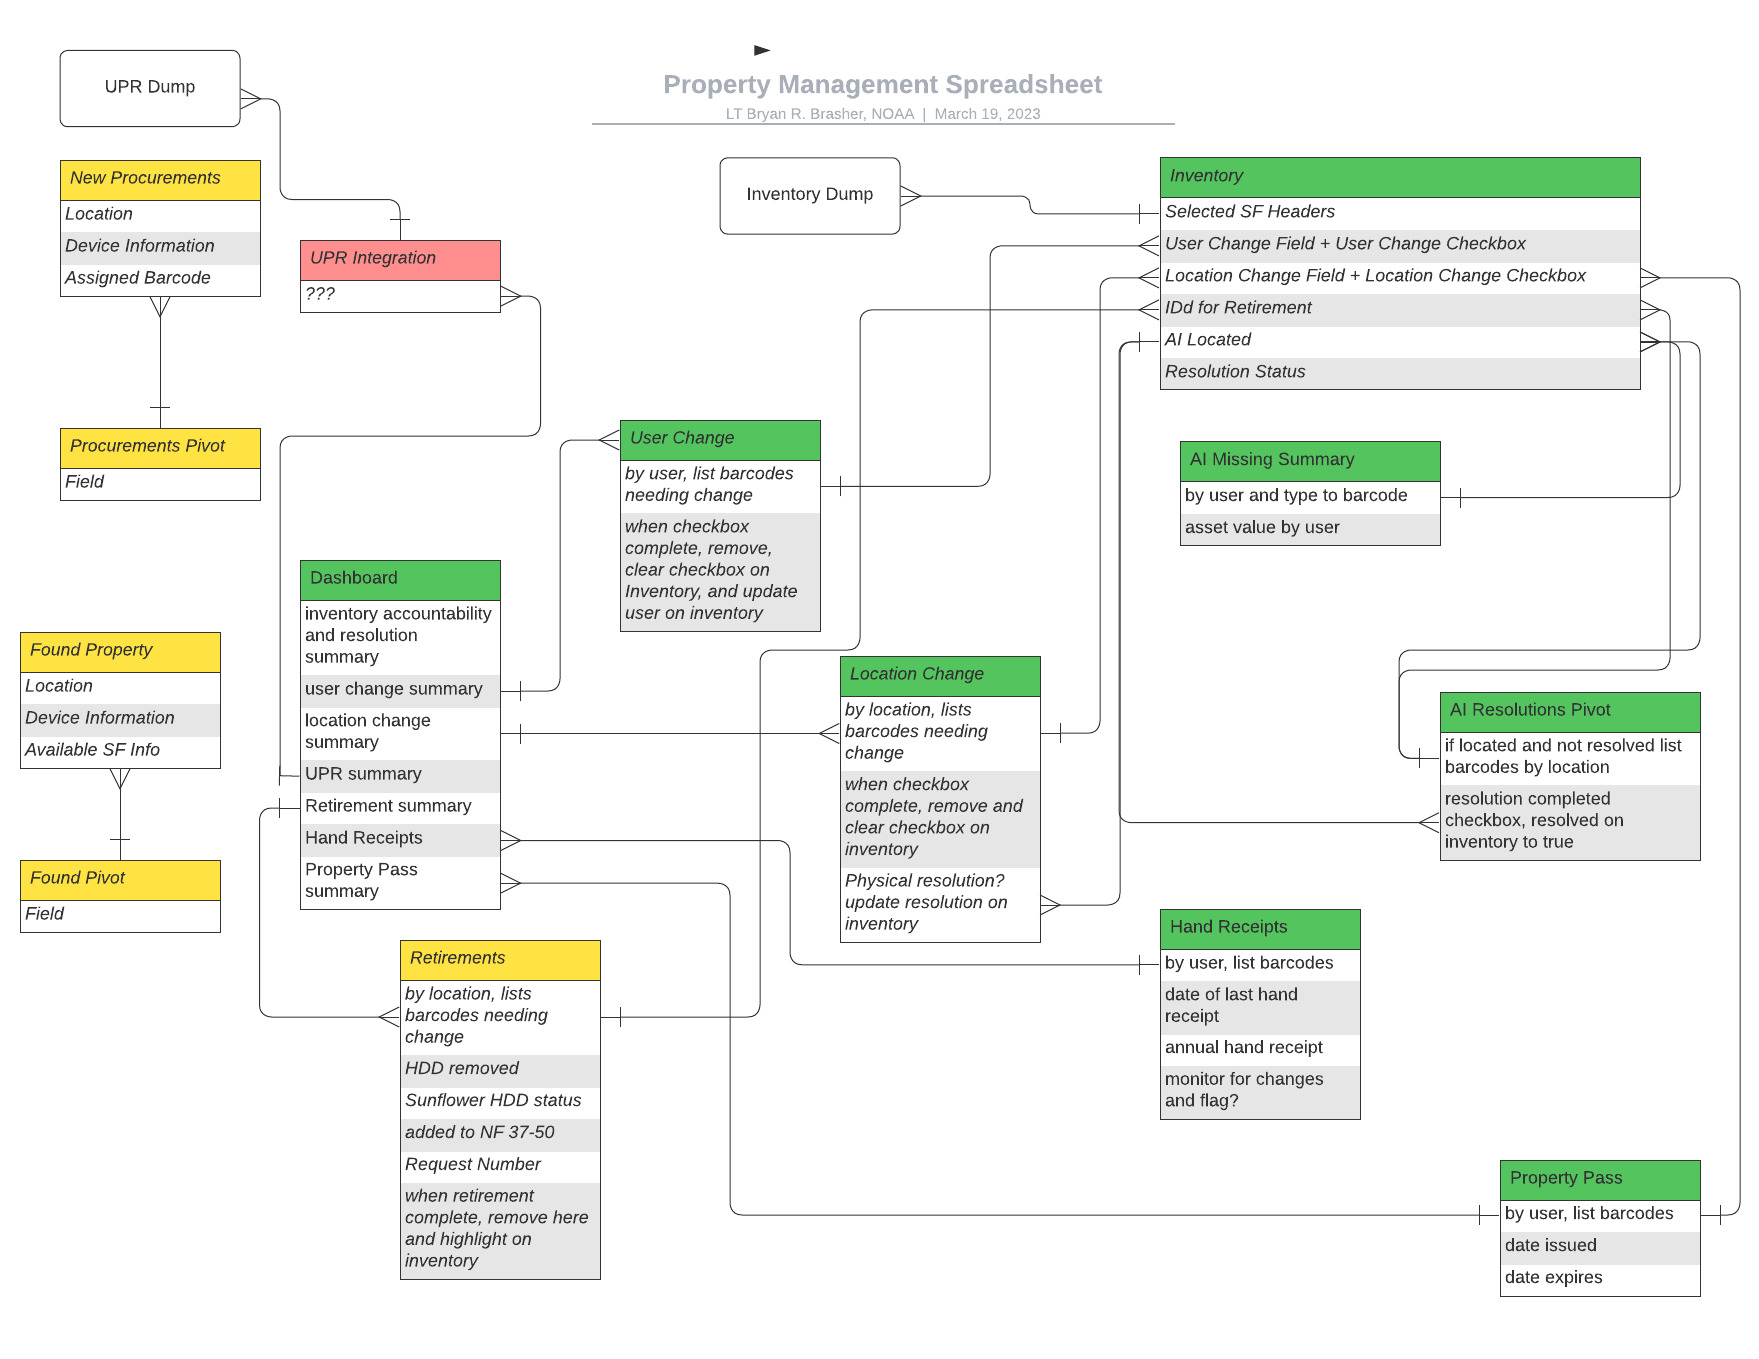 Property Management Spreadsheet
LT Bryan R. Brasher, NOAA | March 19, 2023
UPR Dump
New Procurements
Location
Device Information
Assigned Barcode
UPR Integration
???
Procurements Pivot
Field
Inventory Dump
Inventory
Selected SF Headers
User Change Field + User Change Checkbox
Location Change Field + Location Change Checkbox
IDd for Retirement
AI Located
Resolution Status
User Change
by user, list barcodes
needing change
when checkbox
complete, remove,
clear checkbox on
Inventory, and update
user on inventory
AI Missing Summary
by user and type to barcode
asset value by user
Dashboard
inventory accountability
and resolution
summary
user change summary
location change
summary
UPR summary
Retirement summary
Hand Receipts
Property Pass
summary
Found Property
Location
Device Information
Available SF Info
Found Pivot
Field
Location Change
by location, lists
barcodes needing
change
when checkbox
complete, remove and
clear checkbox on
inventory
Physical resolution?
update resolution on
inventory
AI Resolutions Pivot
if located and not resolved list
barcodes by location
resolution completed
checkbox, resolved on
inventory to true
Retirements
by location, lists
barcodes needing
change
HDD removed
Sunflower HDD status
added to NF 37-50
Request Number
when retirement
complete, remove here
and highlight on
inventory
Hand Receipts
by user, list barcodes
date of last hand
receipt
annual hand receipt
monitor for changes
and flag?
Property Pass
by user, list barcodes
date issued
date expires